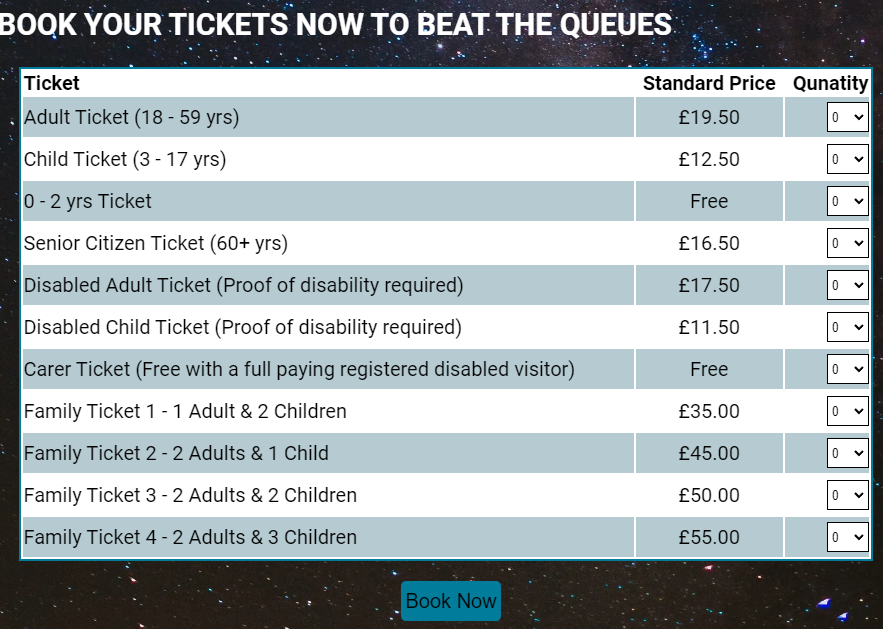 BOOK YOUR TICKETS NOW TO BEAT THE QUEUES
Ticket Standard Price Qunatity
Adult Ticket (18 - 59 yrs) £19.50 0
Child Ticket (3 - 17 yrs) £12.50 0
0 - 2 yrs Ticket Free 0
Senior Citizen Ticket (60+ yrs) £16.50 0
Disabled Adult Ticket (Proof of disability required) £17.50 0
Disabled Child Ticket (Proof of disability required) £11.50 0
Carer Ticket (Free with a full paying registered disabled visitor) Free 0
Family Ticket 1 - 1 Adult & 2 Children £35.00 0
Family Ticket 2 - 2 Adults & 1 Child £45.00 0
Family Ticket 3 - 2 Adults & 2 Children £50.00 0
Family Ticket 4 - 2 Adults & 3 Children £55.00 0
Book Now